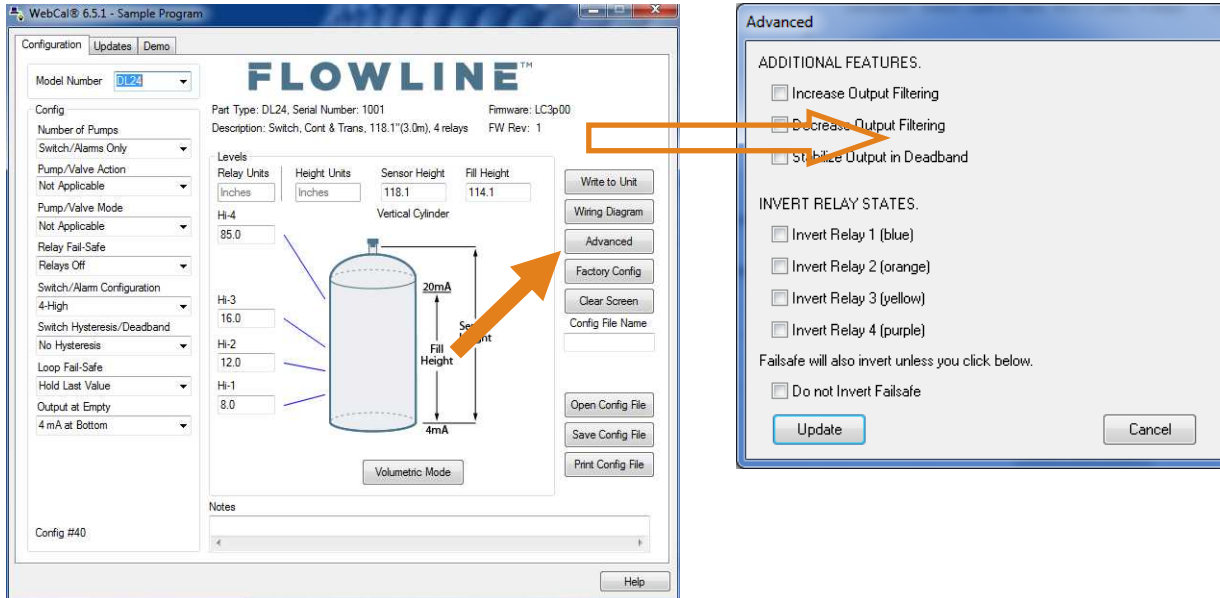 WebCal® 6.5.1 - Sample Program
Configuration Updates Demo
Model Number DL24
FLOWLINE™
Config
Number of Pumps
Switch/Alarms Only
Pump/Valve Action
Not Applicable
Pump/Valve Mode
Not Applicable
Relay Fail-Safe
Relays Off
Switch/Alarm Configuration
4-High
Switch Hysteresis/Deadband
No Hysteresis
Loop Fail-Safe
Hold Last Value
Output at Empty
4 mA at Bottom
Config #40
Part Type: DL24, Serial Number: 1001 Firmware: LC3p00
Description: Switch, Cont & Trans, 118.1"(3.0m), 4 relays FW Rev: 1
Levels
Relay Units Height Units Sensor Height Fill Height
Inches Inches 118.1 114.1
Hi-4 Vertical Cylinder
85.0
20mA
Hi-3
16.0
Hi-2
12.0
Fill
Height
Hi-1
8.0
4mA
Volumetric Mode
Write to Unit
Wiring Diagram
Advanced
Factory Config
Clear Screen
Config File Name
Open Config File
Save Config File
Print Config File
Notes
Help
Advanced
ADDITIONAL FEATURES.
Increase Output Filtering
Decrease Output Filtering
Stabilize Output in Deadband
INVERT RELAY STATES.
Invert Relay 1 (blue)
Invert Relay 2 (orange)
Invert Relay 3 (yellow)
Invert Relay 4 (purple)
Failsafe will also invert unless you click below.
Do not Invert Failsafe
Update Cancel